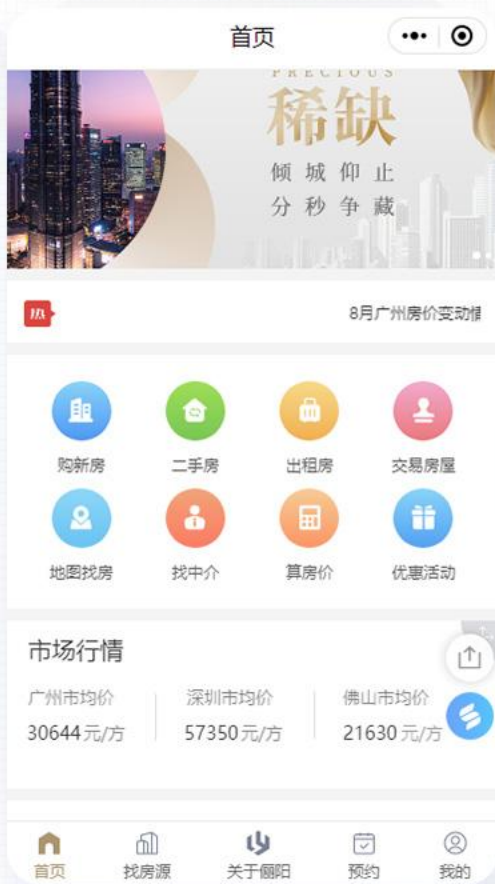 首页
PRECIOUS
稀缺
倾城仰止
分秒争藏
8月广州房价变动情
购新房 二手房 出租房 交易房屋
地图找房 找中介 算房价 优惠活动
市场行情
广州市均价 深圳市均价 佛山市均价
30644元/方 57350元/方 21630元/方
首页 找房源 关于俪阳 预约 我的